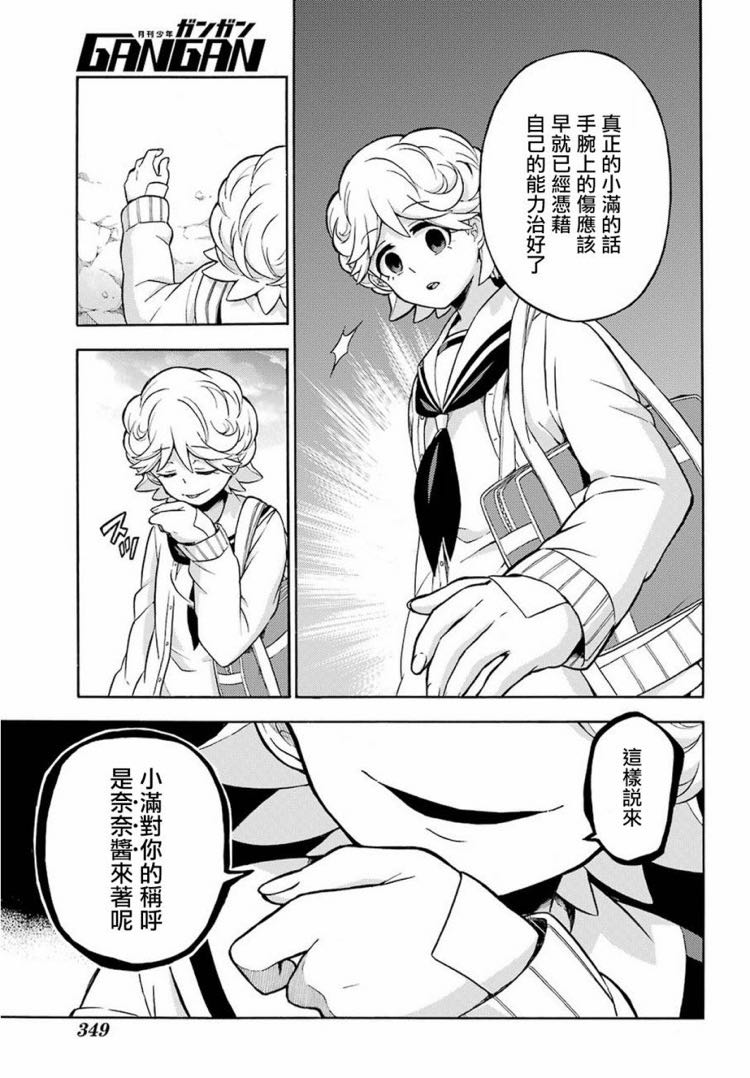 月刊少年
ガンガン
GANGAN
真正的小滿的話
手腕上的傷應該
早就已經憑藉
自己的能力治好了
スッ
這樣説來
小滿對你的稱呼
是奈奈醬來著呢
349